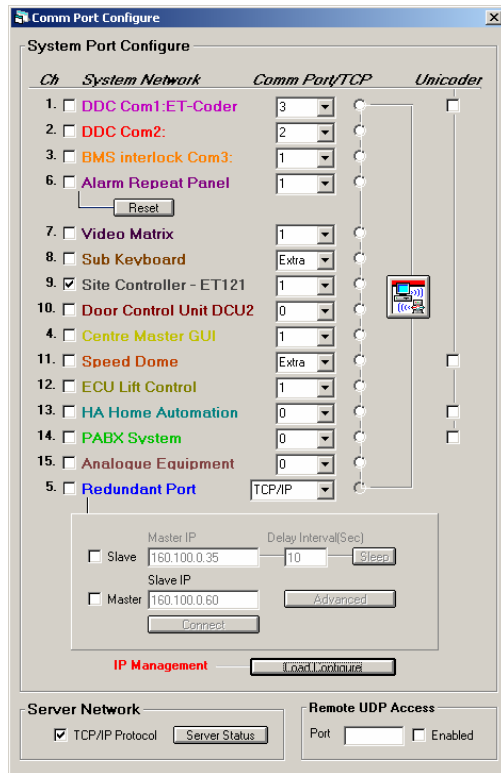 Comm Port Configure
System Port Configure
Ch System Network Comm Port/TCP Unicoder
1. DDC Com1:ET-Coder 3
2. DDC Com2: 2
3. BMS interlock Com3: 1
6. Alarm Repeat Panel 1
Reset
7. Video Matrix 1
8. Sub Keyboard Extra
9. Site Controller - ET121 1
10. Door Control Unit DCU2 0
4. Centre Master GUI 1
11. Speed Dome Extra
12. ECU Lift Control 1
13. HA Home Automation 0
14. PABX System 0
15. Analogue Equipment 0
5. Redundant Port TCP/IP
Master IP Delay Interval(Sec)
Slave 160.100.0.35 10 Sleep
Slave IP
Master 160.100.0.60 Advanced
Connect
IP Management Load Configure
Server Network
TCP/IP Protocol Server Status
Remote UDP Access
Port Enabled